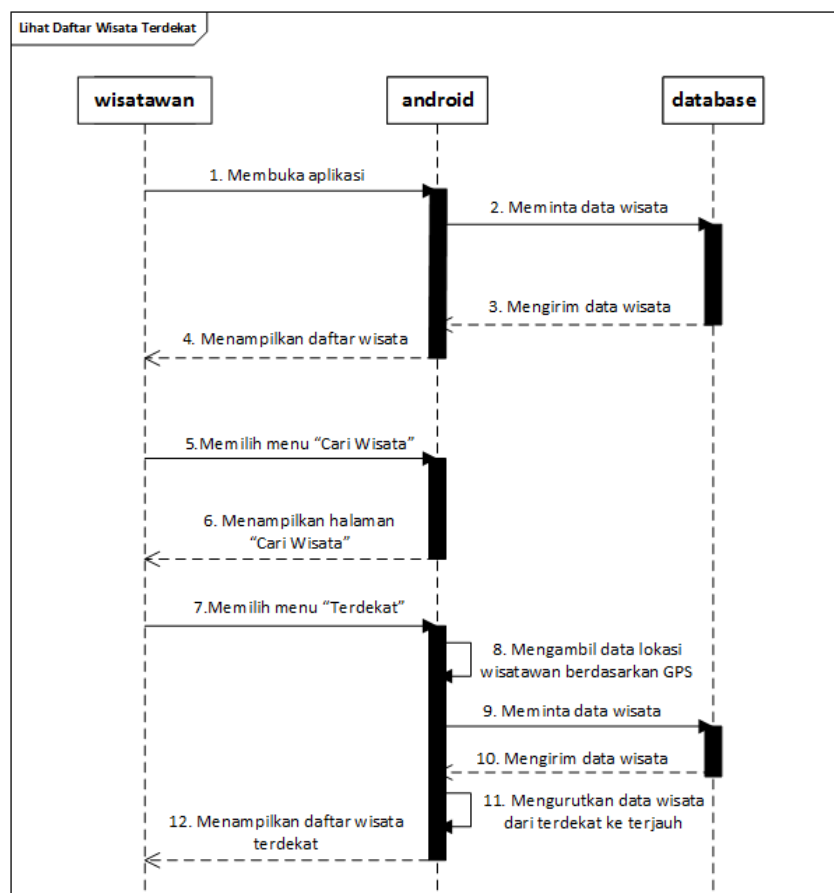 Lihat Daftar Wisata Terdekat
wisatawan
android
database
1. Membuka aplikasi
2. Meminta data wisata
3. Mengirim data wisata
4. Menampilkan daftar wisata
5.Memilih menu “Cari Wisata”
6. Menampilkan halaman
“Cari Wisata”
7.Memilih menu “Terdekat”
8. Mengambil data lokasi
wisatawan berdasarkan GPS
9. Meminta data wisata
10. Mengirim data wisata
11. Mengurutkan data wisata
dari terdekat ke terjauh
12. Menampilkan daftar wisata
terdekat